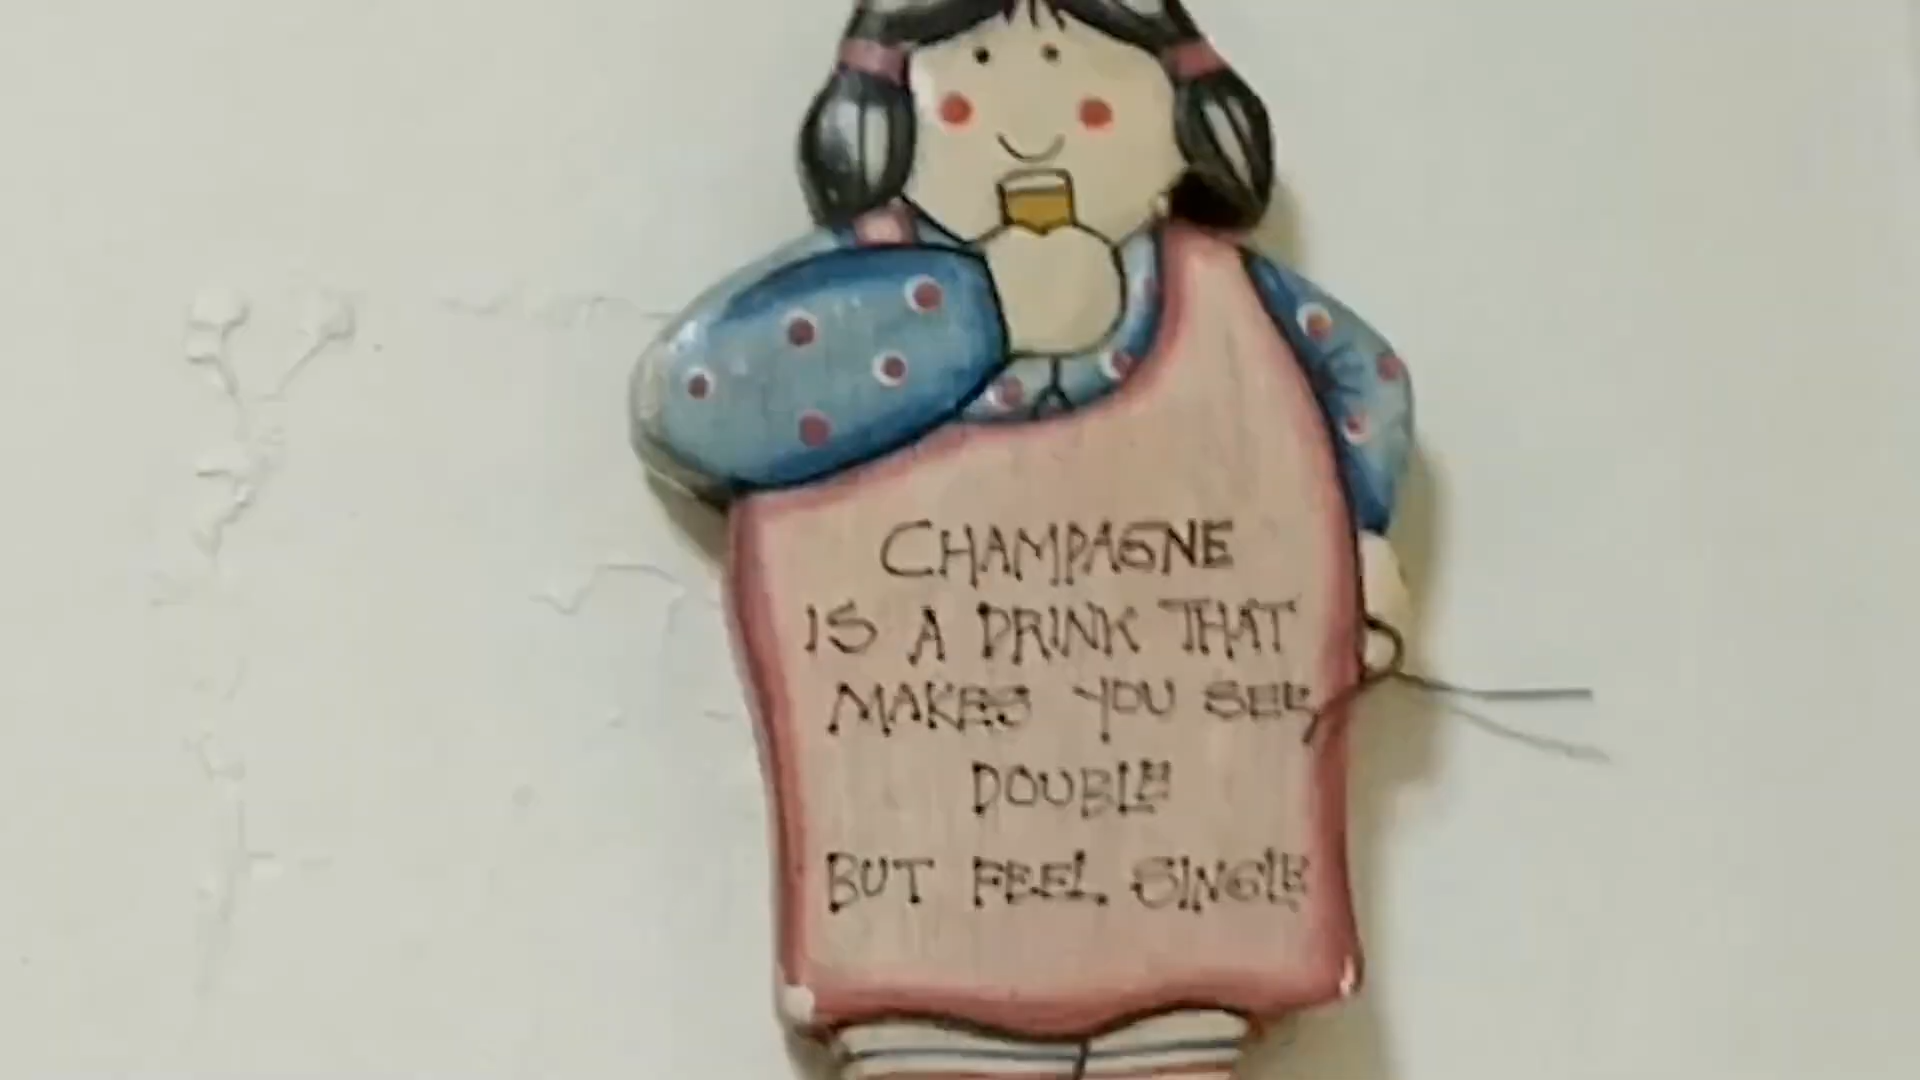 CHAMPAGNE
IS A DRINK THAT
MAKES YOU SEE
DOUBLE
BUT FEEL SINGLE